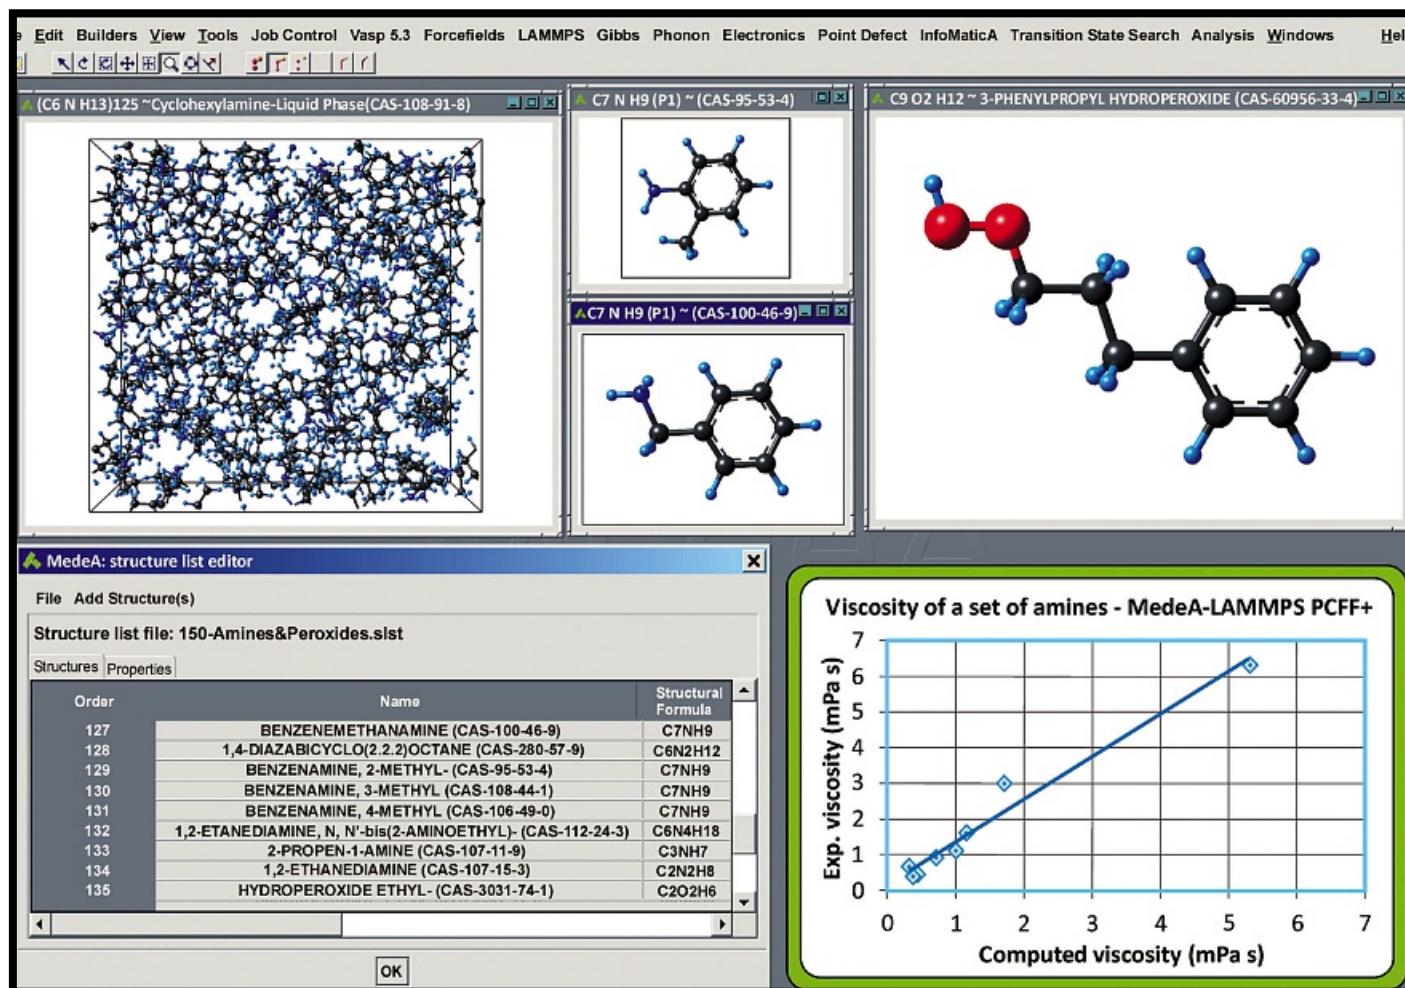 Edit Builders View Tools Job Control Vasp 5.3 Forcefields LAMMPS Gibbs Phonon Electronics Point Defect InfoMaticA Transition State Search Analysis Windows
(C6 N H13)125 ~Cyclohexylamine-Liquid Phase(CAS-108-91-8)
C7 N H9 (P1) ~ (CAS-95-53-4)
C9 O2 H12 ~ 3-PHENYLPROPYL HYDROPEROXIDE (CAS-60956-33-4)
C7 N H9 (P1) ~ (CAS-100-46-9)
MedeA: structure list editor
File Add Structure(s)
Structure list file: 150-Amines&Peroxides.slst
Structures Properties
Order Name Structural
Formula
127 BENZENEMETHANAMINE (CAS-100-46-9) C7NH9
128 1,4-DIAZABICYCLO(2.2.2)OCTANE (CAS-280-57-9) C6N2H12
129 BENZENAMINE, 2-METHYL- (CAS-95-53-4) C7NH9
130 BENZENAMINE, 3-METHYL (CAS-108-44-1) C7NH9
131 BENZENAMINE, 4-METHYL (CAS-106-49-0) C7NH9
132 1,2-ETANEDIAMINE, N, N'-bis(2-AMINOETHYL)- (CAS-112-24-3) C6N4H18
133 2-PROPEN-1-AMINE (CAS-107-11-9) C3NH7
134 1,2-ETHANEDIAMINE (CAS-107-15-3) C2N2H8
135 HYDROPEROXIDE ETHYL- (CAS-3031-74-1) C2O2H6
OK
Viscosity of a set of amines - MedeA-LAMMPS PCFF+
Exp. viscosity (mPa s)
7
6
5
4
3
2
1
0
0 1 2 3 4 5 6 7
Computed viscosity (mPa s)